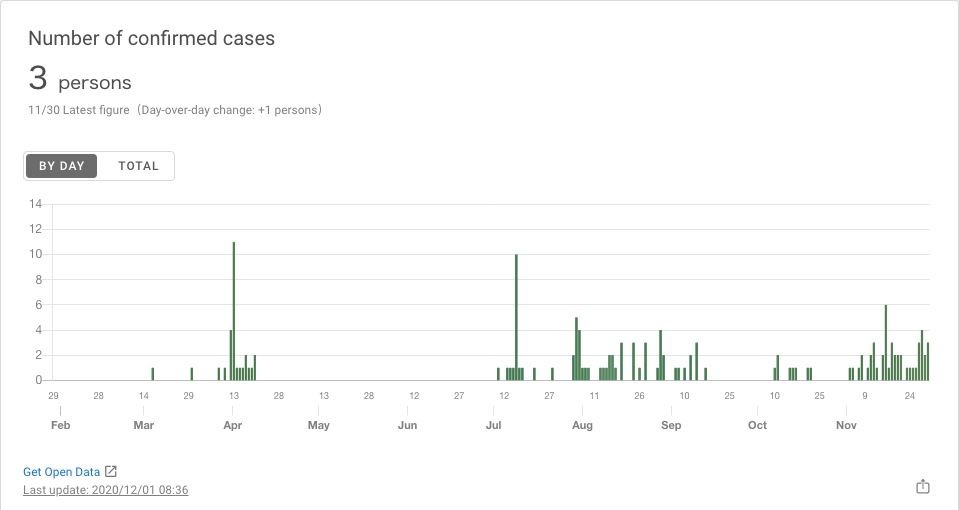 Number of confirmed cases
3 persons
11/30 Latest figure（Day-over-day change: +1 persons）
BY DAY TOTAL
14
12
10
8
6
4
2
0
29 28 14 29 13 28 13 28 12 27 12 27 11 26 10 25 10 25 9 24
Feb Mar Apr May Jun Jul Aug Sep Oct Nov
Get Open Data
Last update: 2020/12/01 08:36